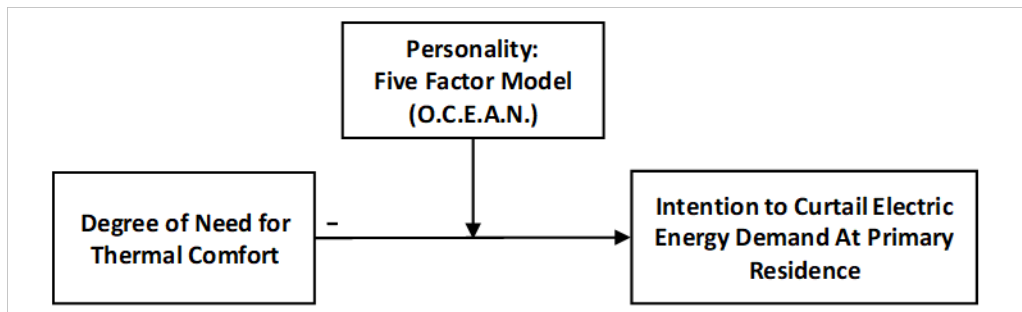 Personality:
Five Factor Model
(O.C.E.A.N.)
Degree of Need for
Thermal Comfort
–
Intention to Curtail Electric
Energy Demand At Primary
Residence